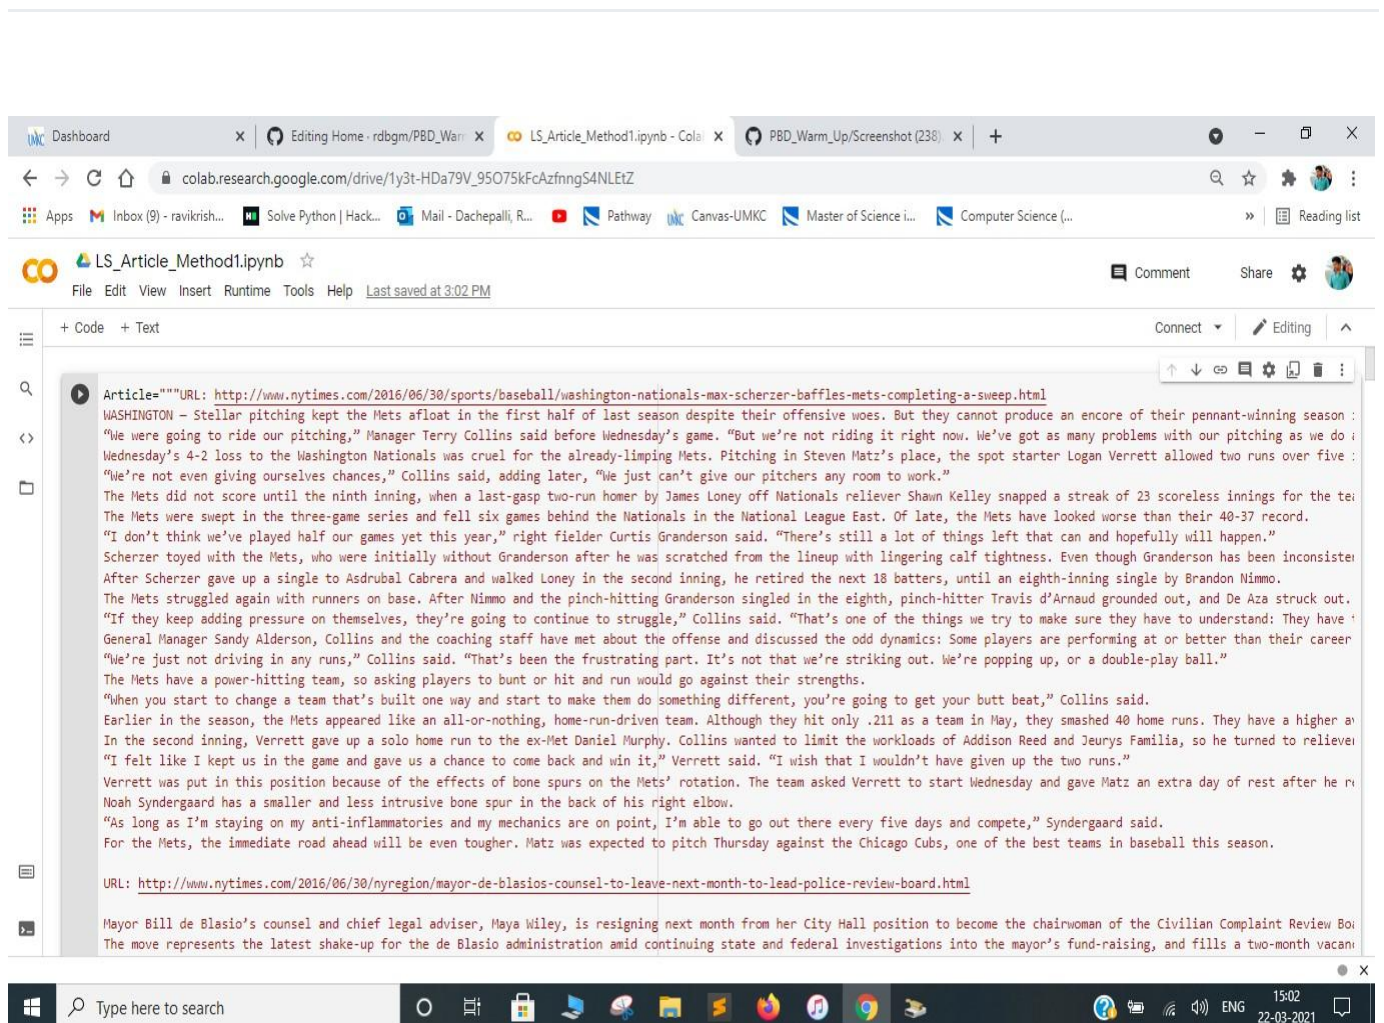 Dashboard
Editing Home · rdbgm/PBD_Warm
LS_Article_Method1.ipynb - Colab
PBD_Warm_Up/Screenshot (238).
colab.research.google.com/drive/1y3t-HDa79V_95O75kFcAzfnngS4NLEtZ
Apps
Inbox (9) - ravikrish...
Solve Python | Hack...
Mail - Dachepalli, R...
Pathway
Canvas-UMKC
Master of Science i...
Computer Science (...
»
Reading list
LS_Article_Method1.ipynb
Comment
Share
File Edit View Insert Runtime Tools Help Last saved at 3:02 PM
+ Code + Text
Connect
Editing
Article="""URL: http://www.nytimes.com/2016/06/30/sports/baseball/washington-nationals-max-scherzer-baffles-mets-completing-a-sweep.html
WASHINGTON — Stellar pitching kept the Mets afloat in the first half of last season despite their offensive woes. But they cannot produce an encore of their pennant-winning season
“We were going to ride our pitching,” Manager Terry Collins said before Wednesday’s game. “But we’re not riding it right now. We’ve got as many problems with our pitching as we do
Wednesday’s 4-2 loss to the Washington Nationals was cruel for the already-limping Mets. Pitching in Steven Matz’s place, the spot starter Logan Verrett allowed two runs over five
“We’re not even giving ourselves chances,” Collins said, adding later, “We just can’t give our pitchers any room to work.”
The Mets did not score until the ninth inning, when a last-gasp two-run homer by James Loney off Nationals reliever Shawn Kelley snapped a streak of 23 scoreless innings for the
The Mets were swept in the three-game series and fell six games behind the Nationals in the National League East. Of late, the Mets have looked worse than their 40-37 record.
“I don’t think we’ve played half our games yet this year,” right fielder Curtis Granderson said. “There’s still a lot of things left that can and hopefully will happen.”
Scherzer toyed with the Mets, who were initially without Granderson after he was scratched from the lineup with lingering calf tightness. Even though Granderson has been
After Scherzer gave up a single to Asdrubal Cabrera and walked Loney in the second inning, he retired the next 18 batters, until an eighth-inning single by Brandon Nimmo.
The Mets struggled again with runners on base. After Nimmo and the pinch-hitting Granderson singled in the eighth, pinch-hitter Travis d’Arnaud grounded out, and De Aza struck out.
“If they keep adding pressure on themselves, they’re going to continue to struggle,” Collins said. “That’s one of the things we try to make sure they have to understand: They have
General Manager Sandy Alderson, Collins and the coaching staff have met about the offense and discussed the odd dynamics: Some players are performing at or better than their career
“We’re just not driving in any runs,” Collins said. “That’s been the frustrating part. It’s not that we’re striking out. We’re popping up, or a double-play ball.”
The Mets have a power-hitting team, so asking players to bunt or hit and run would go against their strengths.
“When you start to change a team that’s built one way and start to make them do something different, you’re going to get your butt beat,” Collins said.
Earlier in the season, the Mets appeared like an all-or-nothing, home-run-driven team. Although they hit only .211 as a team in May, they smashed 40 home runs. They have a higher
In the second inning, Verrett gave up a solo home run to the ex-Met Daniel Murphy. Collins wanted to limit the workloads of Addison Reed and Jeurys Familia, so he turned to
“I felt like I kept us in the game and gave us a chance to come back and win it,” Verrett said. “I wish that I wouldn’t have given up the two runs.”
Verrett was put in this position because of the effects of bone spurs on the Mets’ rotation. The team asked Verrett to start Wednesday and gave Matz an extra day of rest after he
Noah Syndergaard has a smaller and less intrusive bone spur in the back of his right elbow.
“As long as I’m staying on my anti-inflammatories and my mechanics are on point, I’m able to go out there every five days and compete,” Syndergaard said.
For the Mets, the immediate road ahead will be even tougher. Matz was expected to pitch Thursday against the Chicago Cubs, one of the best teams in baseball this season.
URL: http://www.nytimes.com/2016/06/30/nyregion/mayor-de-blasios-counsel-to-leave-next-month-to-lead-police-review-board.html
Mayor Bill de Blasio’s counsel and chief legal adviser, Maya Wiley, is resigning next month from her City Hall position to become the chairwoman of the Civilian Complaint Review
The move represents the latest shake-up for the de Blasio administration amid continuing state and federal investigations into the mayor’s fund-raising, and fills a two-month
Type here to search
ENG
15:02
22-03-2021